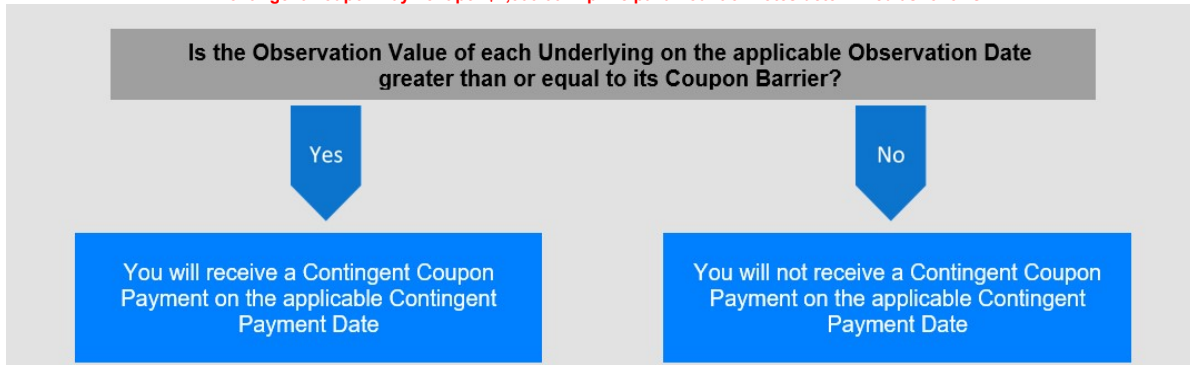 Is the Observation Value of each Underlying on the applicable Observation Date
greater than or equal to its Coupon Barrier?
Yes
No
You will receive a Contingent Coupon
Payment on the applicable Contingent
Payment Date
You will not receive a Contingent Coupon
Payment on the applicable Contingent
Payment Date